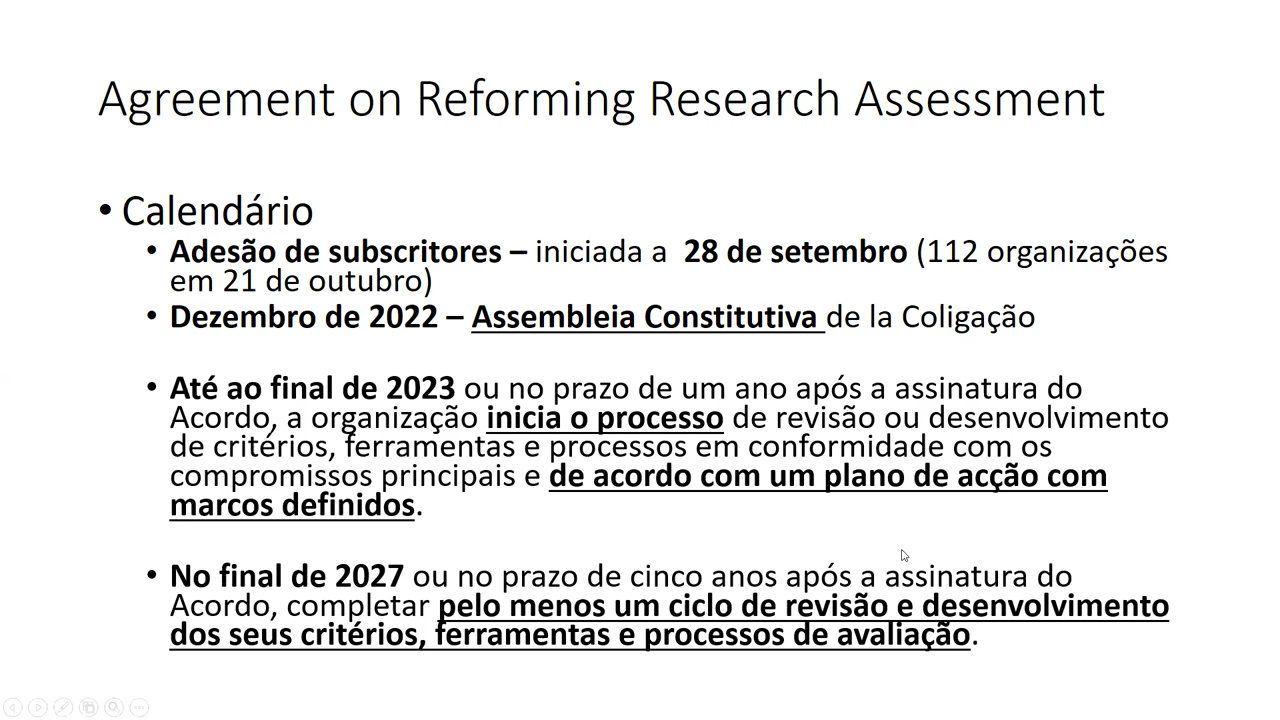 Agreement on Reforming Research Assessment
• Calendário
• Adesão de subscritores – iniciada a 28 de setembro (112 organizações
em 21 de outubro)
• Dezembro de 2022 – Assembleia Constitutiva de la Coligação
• Até ao final de 2023 ou no prazo de um ano após a assinatura do
Acordo, a organização inicia o processo de revisão ou desenvolvimento
de critérios, ferramentas e processos em conformidade com os
compromissos principais e de acordo com um plano de acção com
marcos definidos.
• No final de 2027 ou no prazo de cinco anos após a assinatura do
Acordo, completar pelo menos um ciclo de revisão e desenvolvimento
dos seus critérios, ferramentas e processos de avaliação.